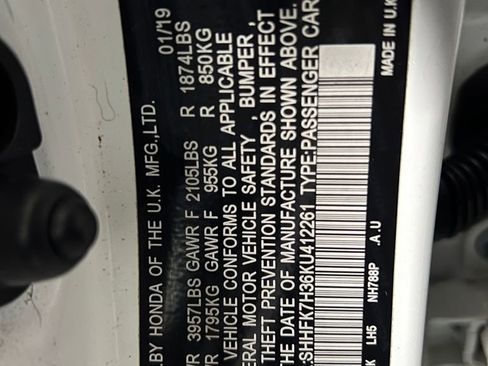 BY HONDA OF THE U.K. MFG.,LTD. 01/19
3957LBS GAWR F 2105LBS R 1874LBS
1795KG GAWR F 955KG R 850KG
VEHICLE CONFORMS TO ALL APPLICABLE
MOTOR VEHICLE SAFETY , BUMPER ,
THEFT PREVENTION STANDARDS IN EFFECT
THE DATE OF MANUFACTURE SHOWN ABOVE.
:SHHFK7H36KU412261 TYPE:PASSENGER CAR
LH5 NH788P .A.U MADE IN U.K